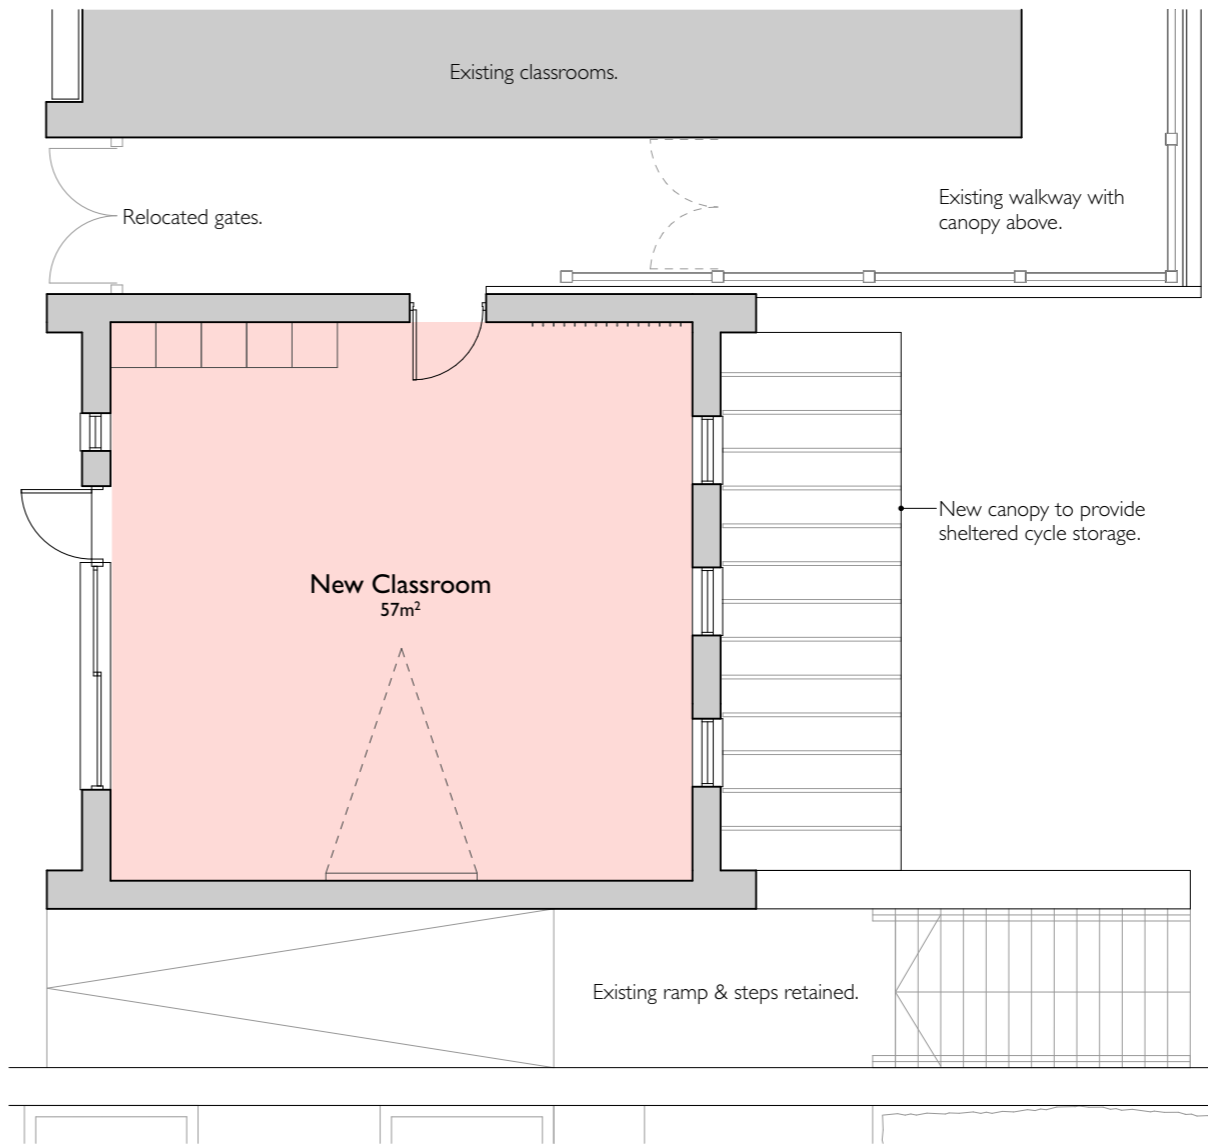 Existing classrooms.
Relocated gates.
Existing walkway with
canopy above.
New canopy to provide
sheltered cycle storage.
New Classroom
57m²
Existing ramp & steps retained.